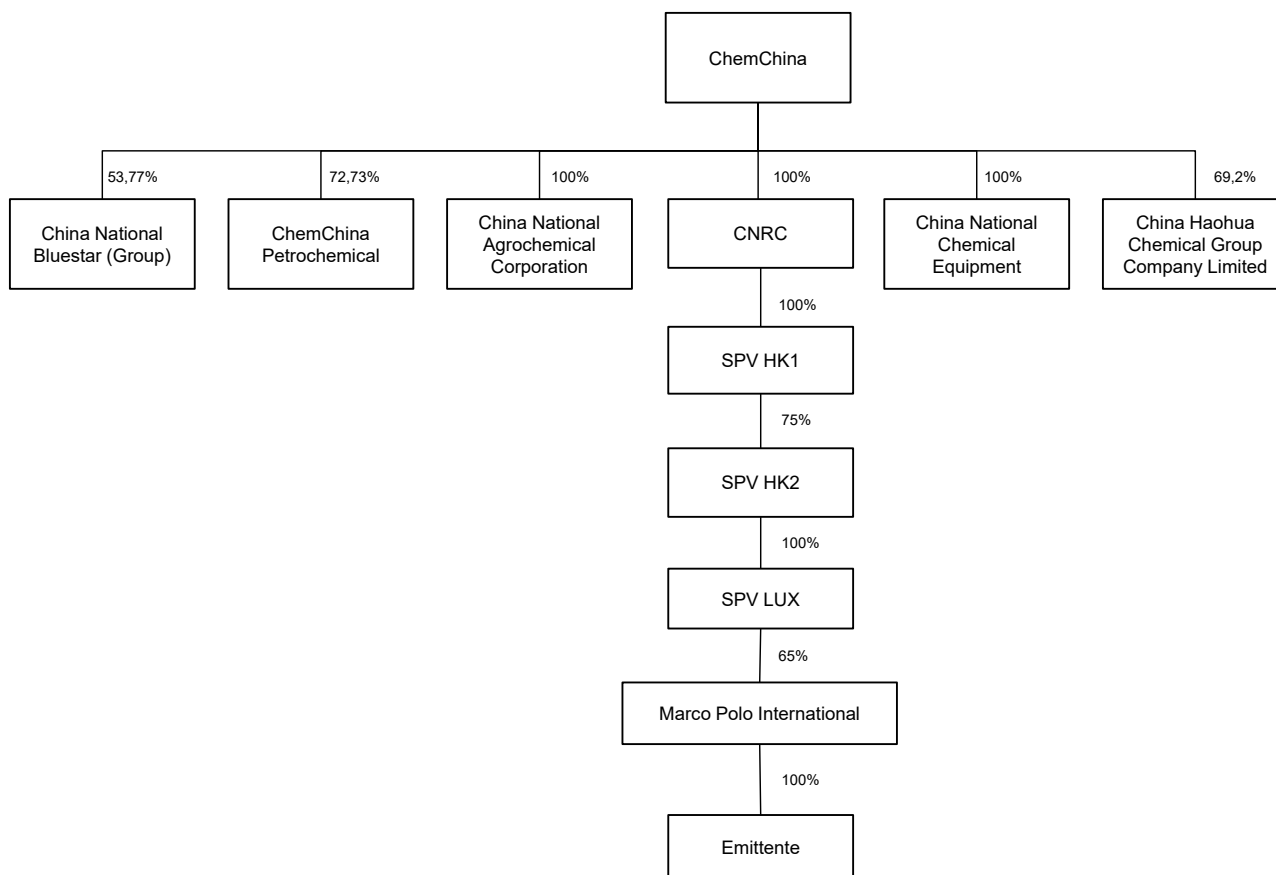 ChemChina
53,77%
72,73%
100%
100%
100%
69,2%
China National
Bluestar (Group)
ChemChina
Petrochemical
China National
Agrochemical
Corporation
CNRC
China National
Chemical
Equipment
China Haohua
Chemical Group
Company Limited
100%
SPV HK1
75%
SPV HK2
100%
SPV LUX
65%
Marco Polo International
100%
Emittente